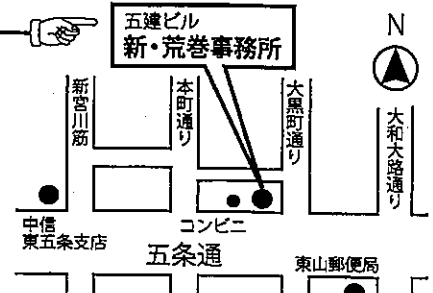 五建ビル
新・荒巻事務所
N
新宮川筋
本町通り
大黒町通り
大和大路通り
中信
東五条支店
コンビニ
五条通
東山郵便局